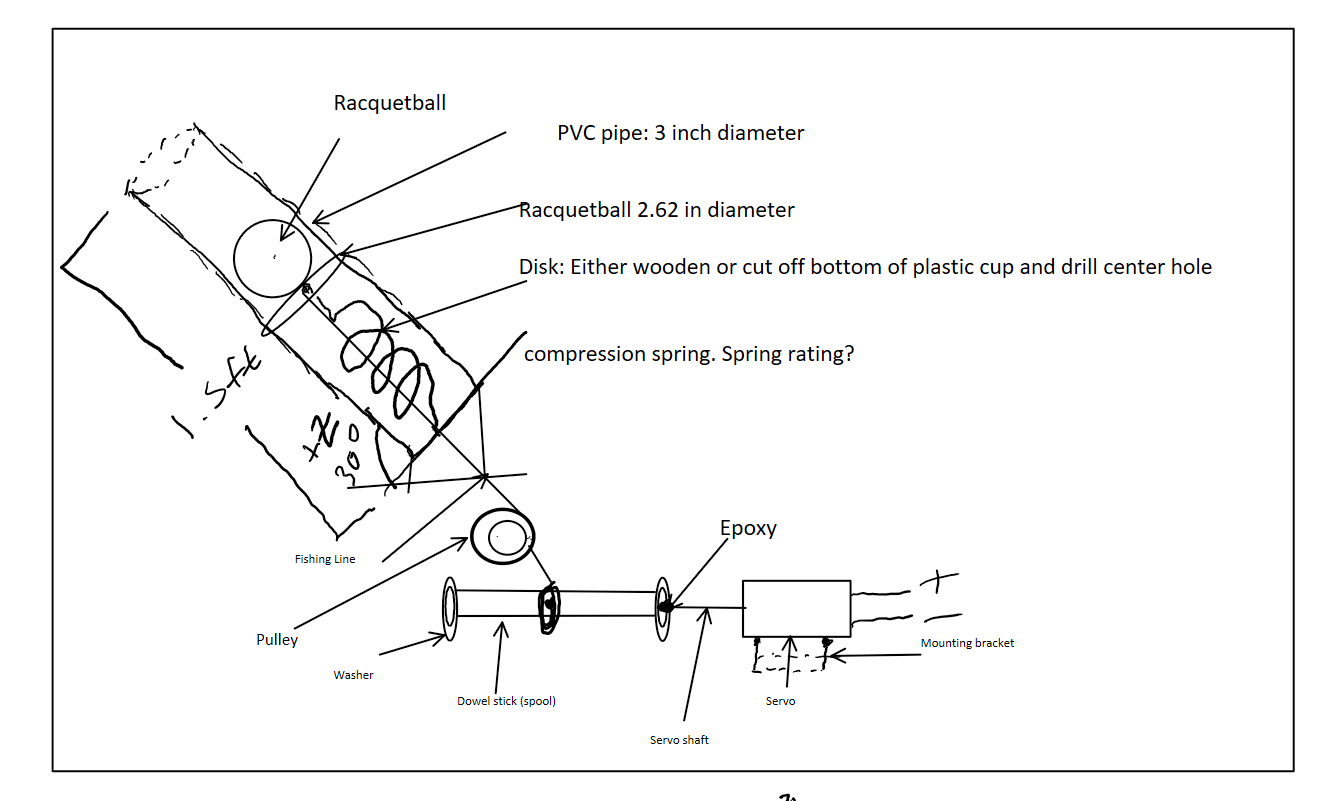 Racquetball
PVC pipe: 3 inch diameter
Racquetball 2.62 in diameter
Disk: Either wooden or cut off bottom of plastic cup and drill center hole
compression spring. Spring rating?
1.5ft
300
Fishing Line
Epoxy
+
-
Pulley
Mounting bracket
Washer
Dowel stick (spool)
Servo
Servo shaft